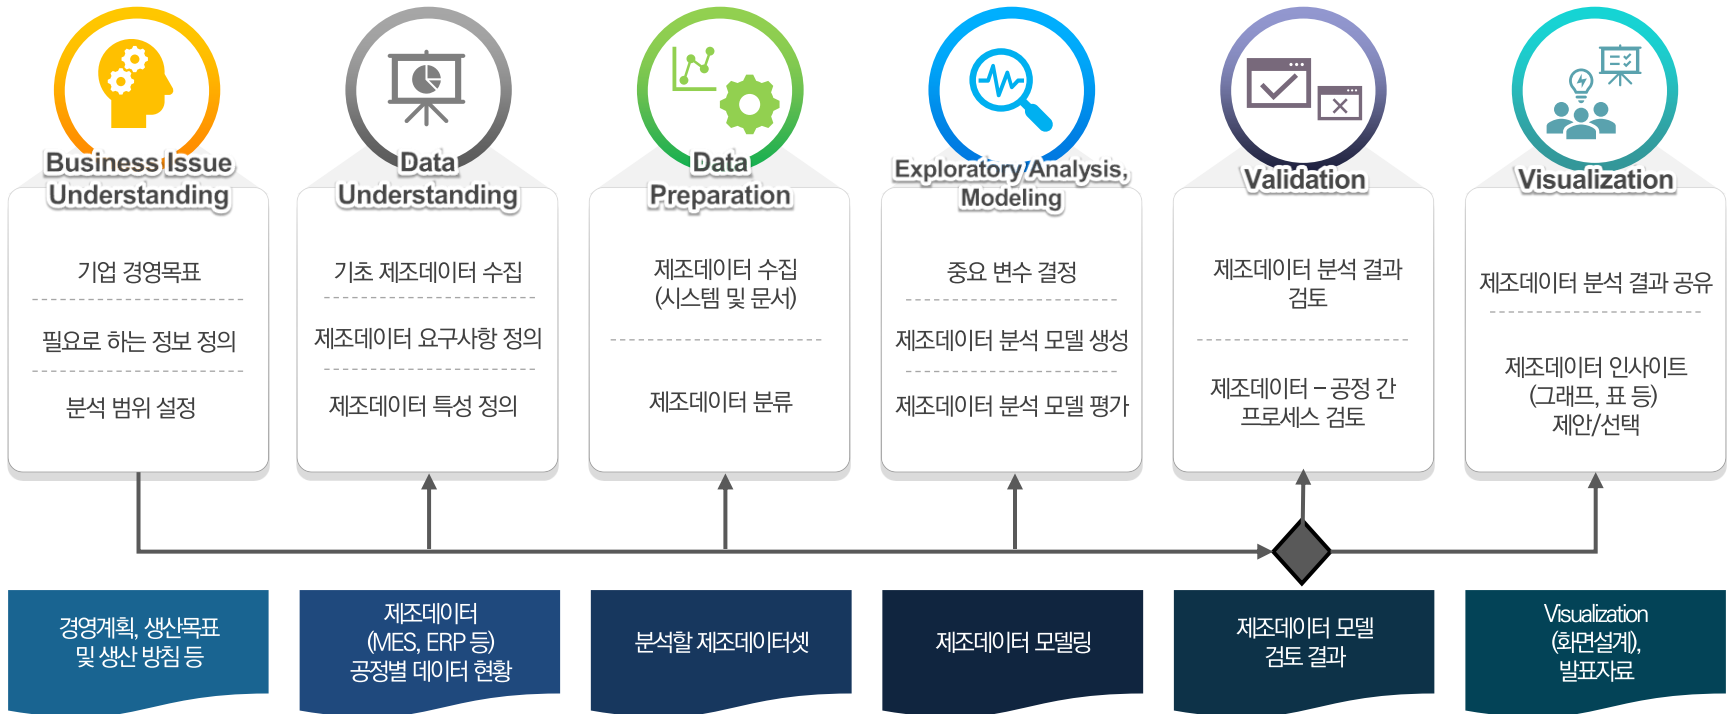 Business Issue
Understanding
기업 경영목표
필요로 하는 정보 정의
분석 범위 설정
경영계획, 생산목표
및 생산 방침 등
Data
Understanding
기초 제조데이터 수집
제조데이터 요구사항 정의
제조데이터 특성 정의
제조데이터
(MES, ERP 등)
공정별 데이터 현황
Data
Preparation
제조데이터 수집
(시스템 및 문서)
제조데이터 분류
분석할 제조데이터셋
Exploratory Analysis,
Modeling
중요 변수 결정
제조데이터 분석 모델 생성
제조데이터 분석 모델 평가
제조데이터 모델링
Validation
제조데이터 분석 결과
검토
제조데이터 – 공정 간
프로세스 검토
제조데이터 모델
검토 결과
Visualization
제조데이터 분석 결과 공유
제조데이터 인사이트
(그래프, 표 등)
제안/선택
Visualization
(화면설계),
발표자료